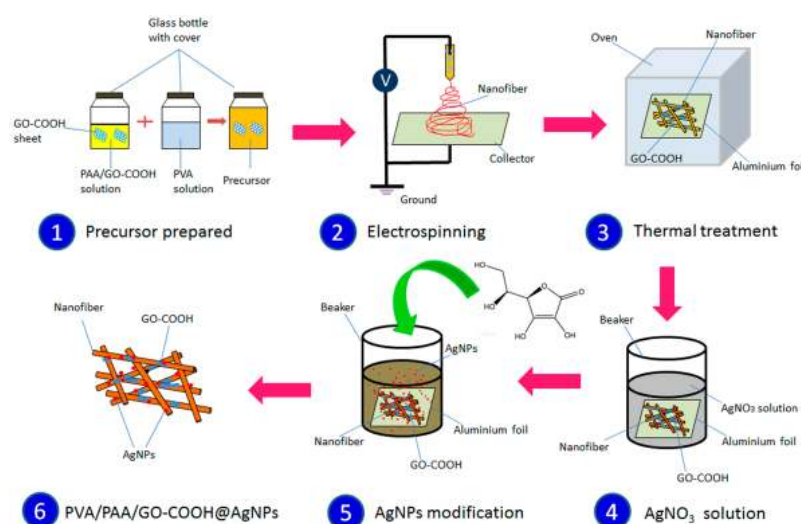 Glass bottle
with cover
GO-COOH
sheet
PAA/GO-COOH
solution
PVA
solution
Precursor
1 Precursor prepared
V
Nanofiber
Collector
Ground
2 Electrospinning
Oven
Nanofiber
GO-COOH
Aluminium foil
3 Thermal treatment
Beaker
AgNO3 solution
Nanofiber
Aluminium foil
GO-COOH
4 AgNO3 solution
HO
HO
O
O
HO
OH
Beaker
AgNPs
Nanofiber
Aluminium foil
GO-COOH
5 AgNPs modification
Nanofiber
GO-COOH
AgNPs
6 PVA/PAA/GO-COOH@AgNPs